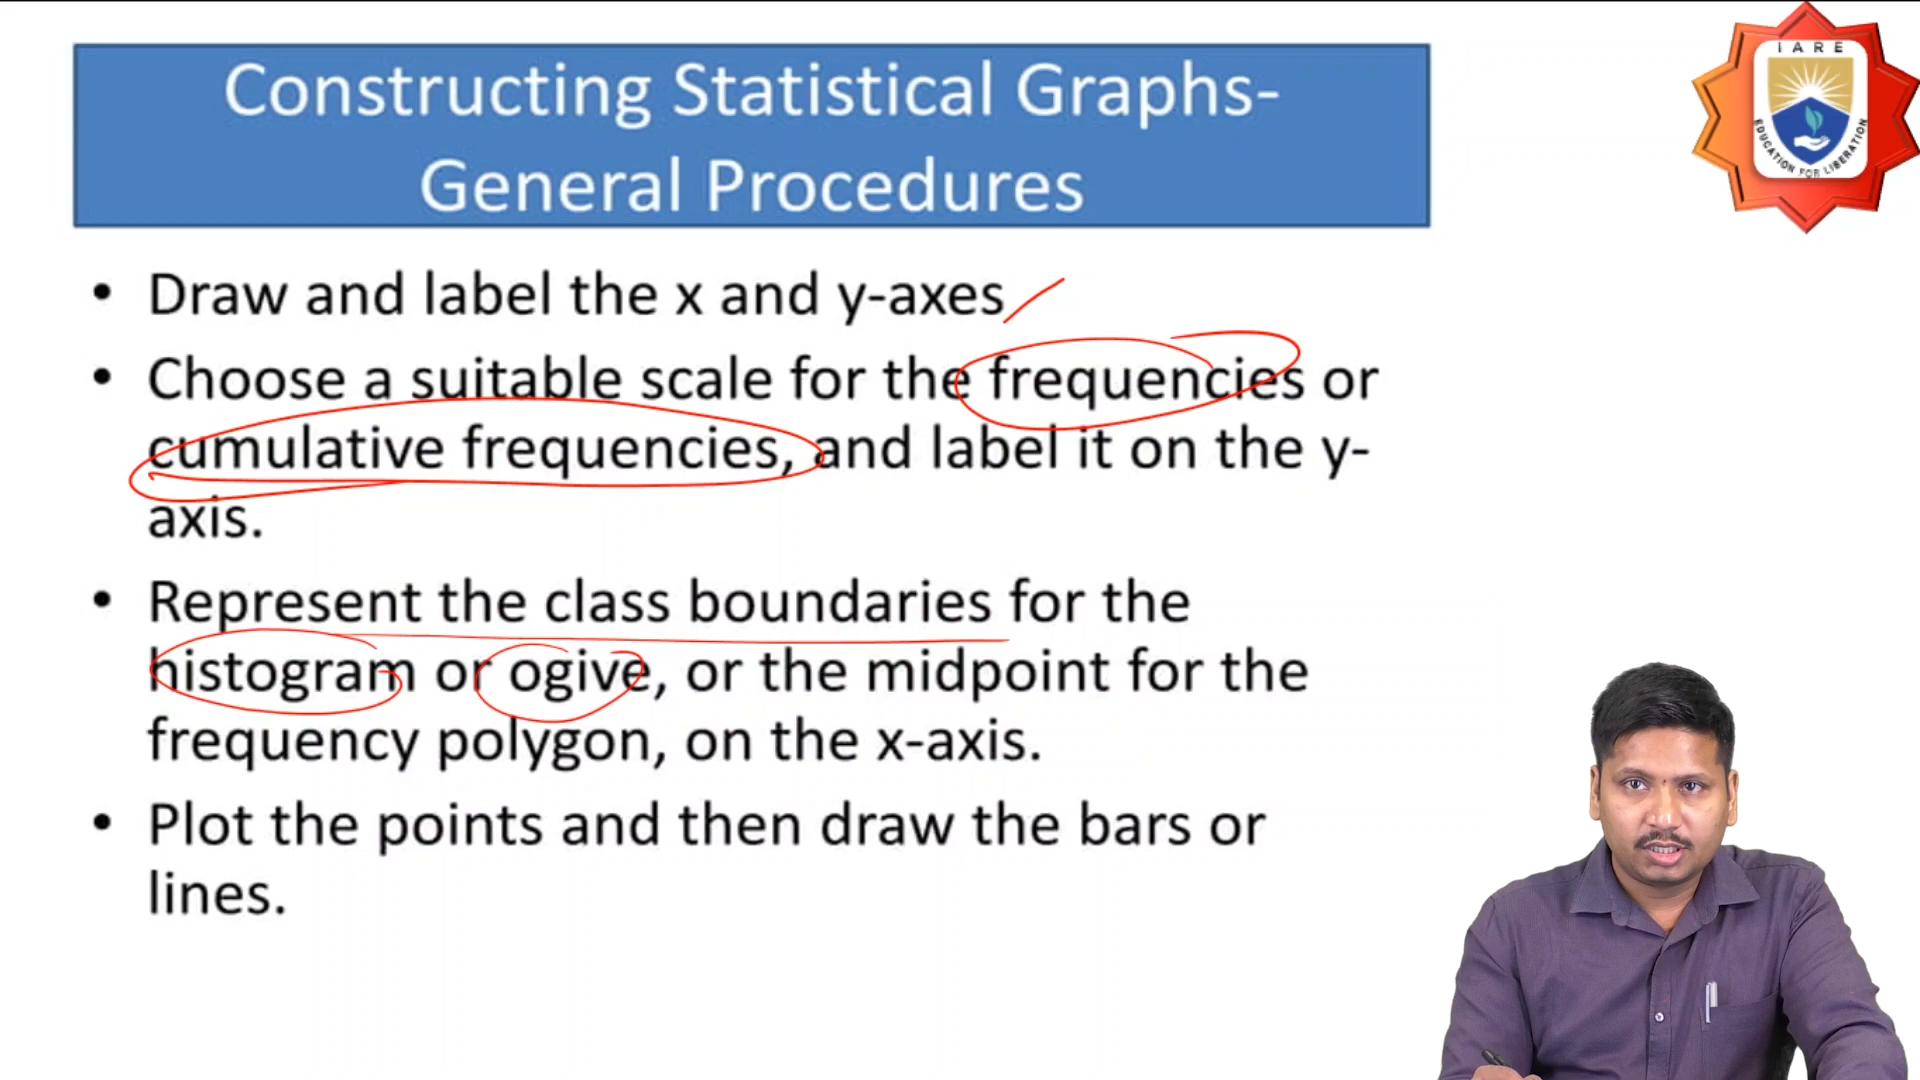 Constructing Statistical Graphs-
General Procedures
I A R E
EDUCATION FOR LIBERATION
• Draw and label the x and y-axes
• Choose a suitable scale for the frequencies or
cumulative frequencies, and label it on the y-
axis.
• Represent the class boundaries for the
histogram or ogive, or the midpoint for the
frequency polygon, on the x-axis.
• Plot the points and then draw the bars or
lines.